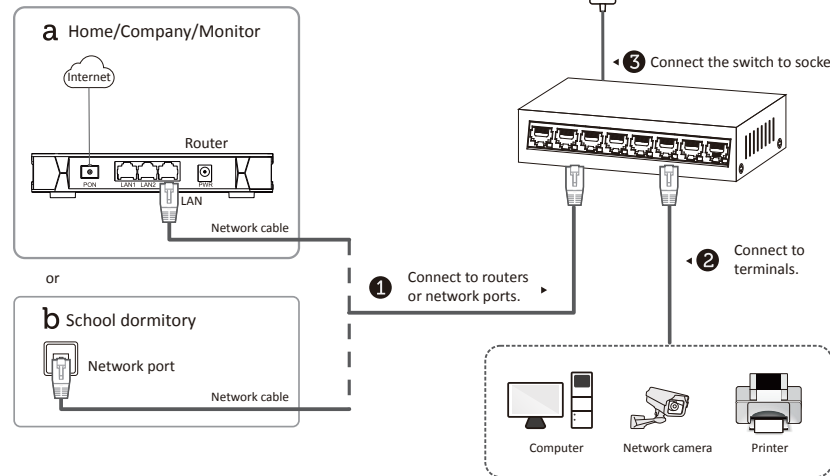 a Home/Company/Monitor
Internet
Router
PON
LAN1 LAN2
PWR
LAN
Network cable
or
b School dormitory
Network port
Network cable
1 Connect to routers
or network ports.
3 Connect the switch to socke
2 Connect to
terminals.
Computer
Network camera
Printer